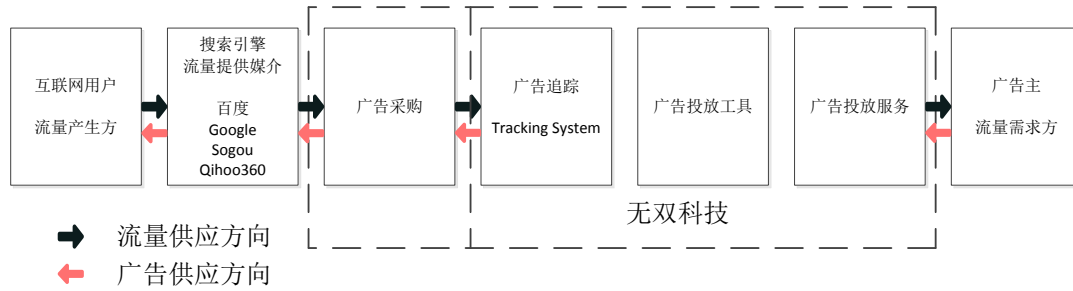 互联网用户
流量产生方
搜索引擎
流量提供媒介
百度
Google
Sogou
Qihoo360
广告采购
广告追踪
Tracking System
广告投放工具
广告投放服务
广告主
流量需求方
无双科技
流量供应方向
广告供应方向